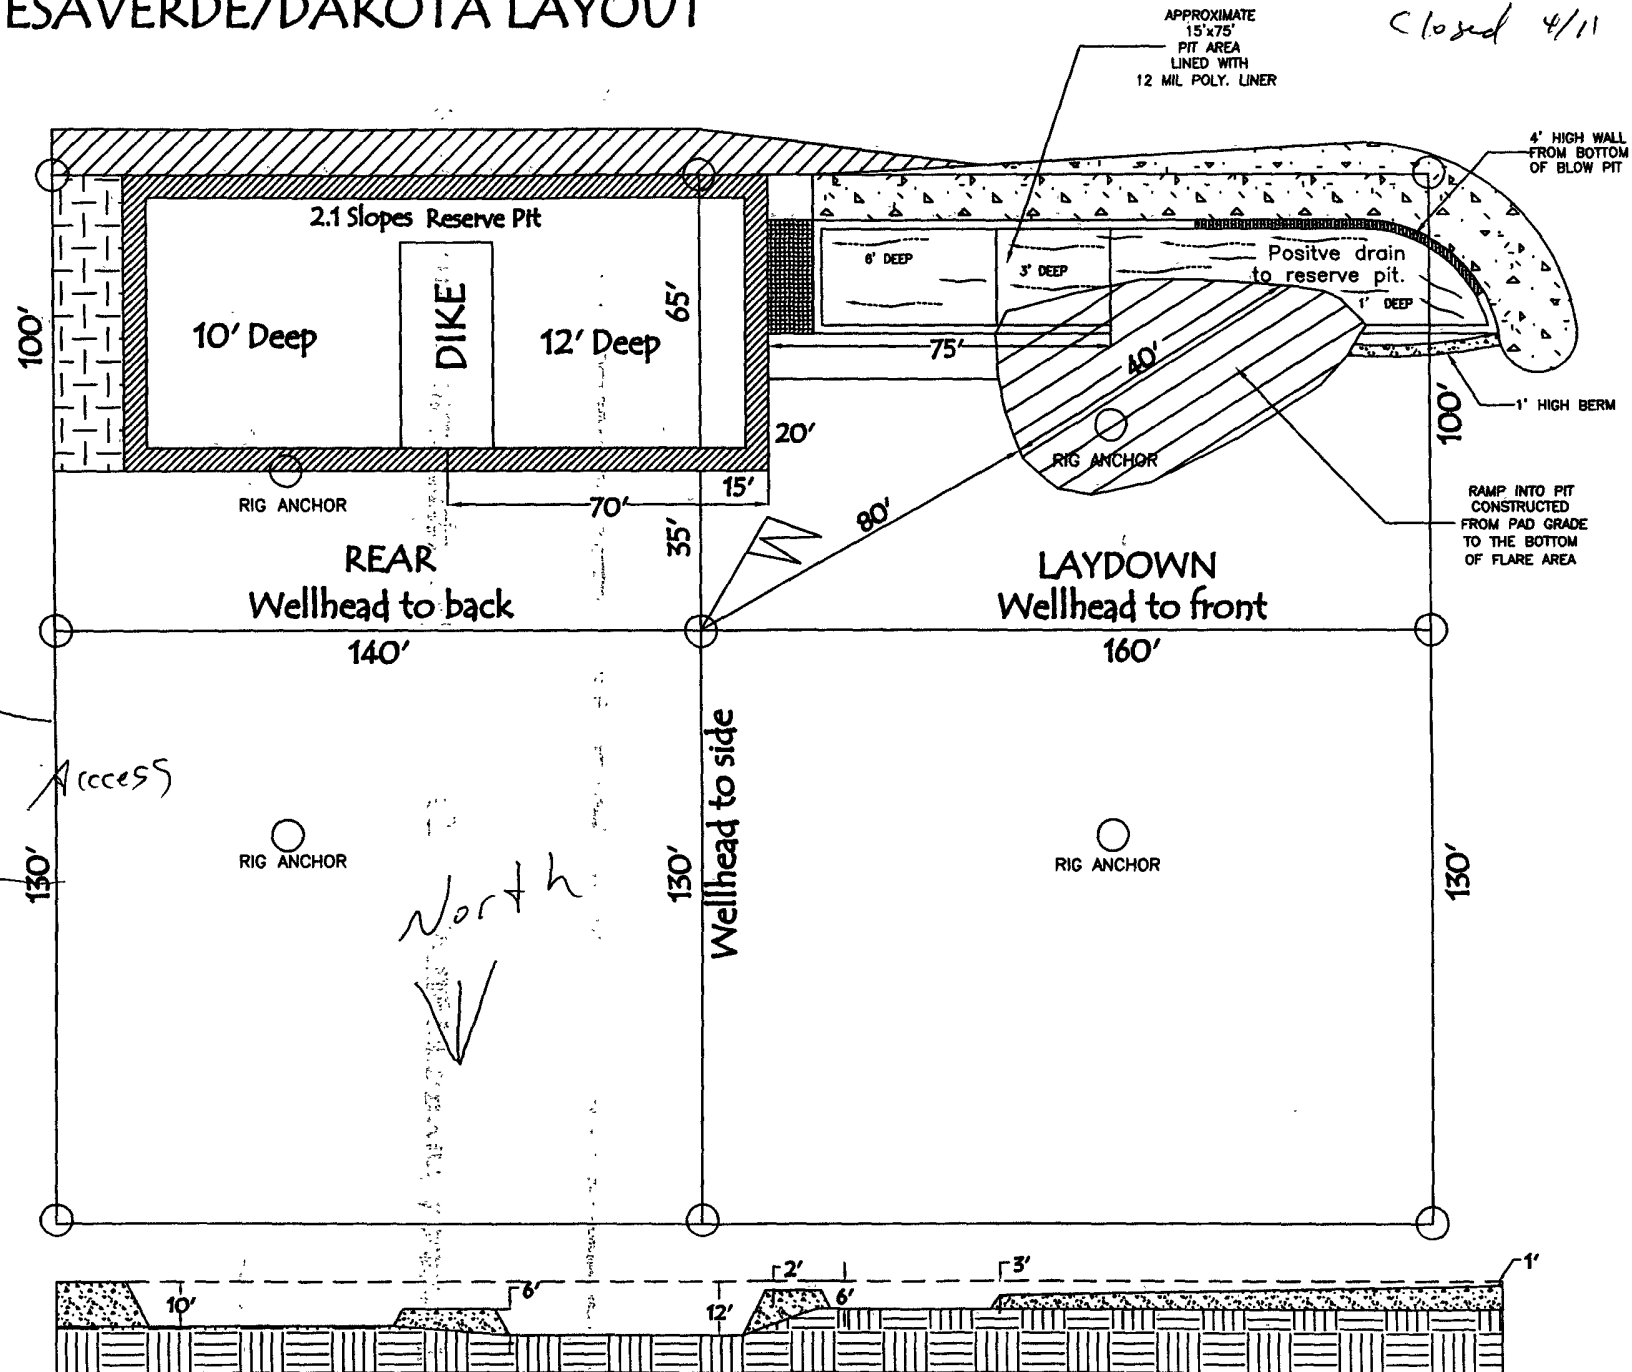 ESAVERDE/DAKOTA LAYOUT
Closed 4/11
APPROXIMATE
15'x75'
PIT AREA
LINED WITH
12 MIL POLY. LINER
4' HIGH WALL
FROM BOTTOM
OF BLOW PIT
2.1 Slopes Reserve Pit
100'
10' Deep
DIKE
12' Deep
65'
6' DEEP
3' DEEP
Positve drain
to reserve pit.
1' DEEP
75'
40'
20'
RIG ANCHOR
1' HIGH BERM
100'
RIG ANCHOR
70'
15'
35'
80'
RAMP INTO PIT
CONSTRUCTED
FROM PAD GRADE
TO THE BOTTOM
OF FLARE AREA
REAR
Wellhead to back
140'
LAYDOWN
Wellhead to front
160'
Access
Wellhead to side
130'
130'
130'
RIG ANCHOR
RIG ANCHOR
North
10'
6'
12'
2'
6'
3'
1'